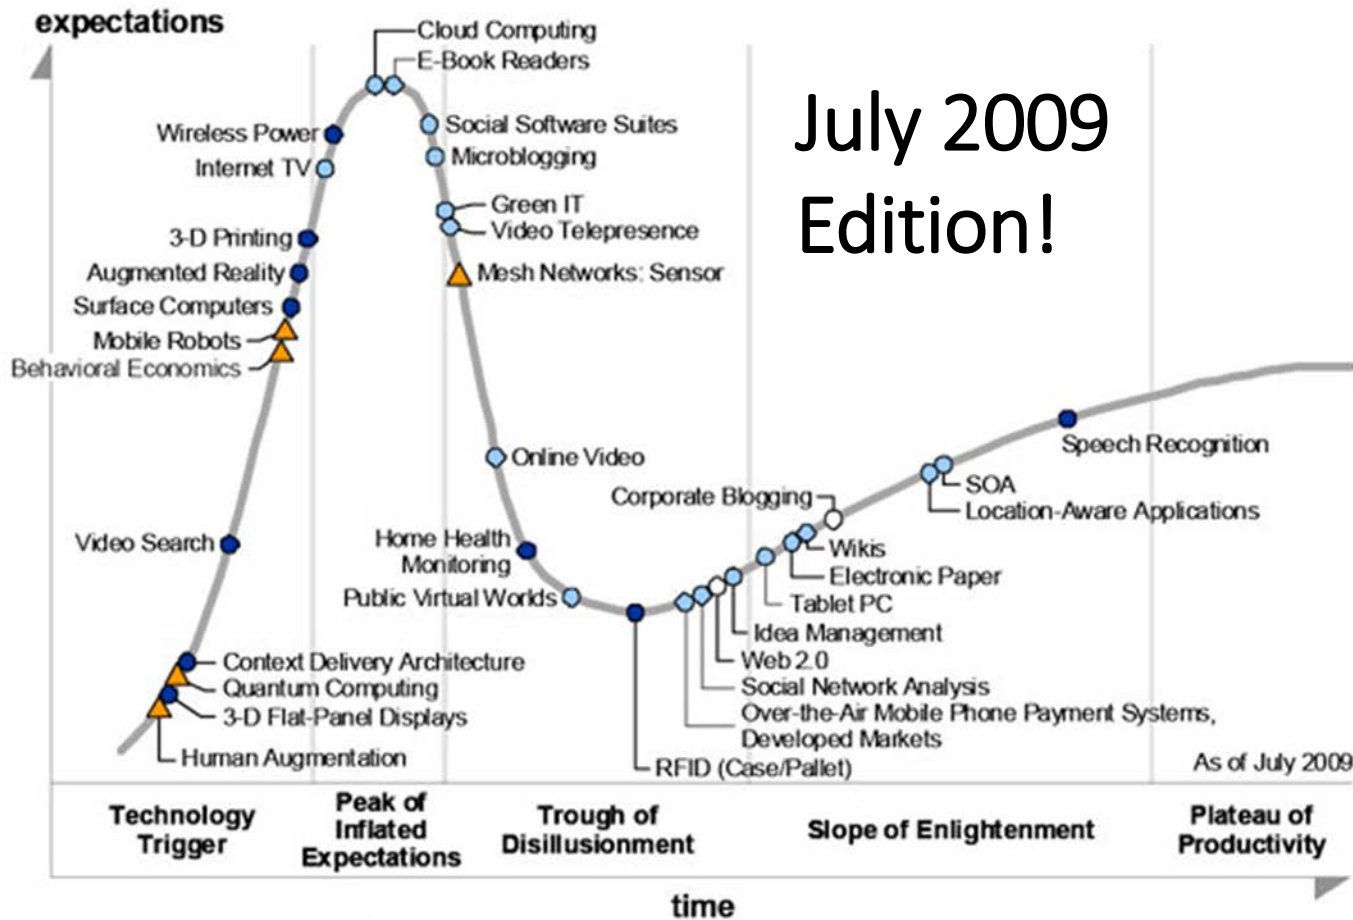 expectations
Cloud Computing
E-Book Readers
July 2009
Edition!
Social Software Suites
Wireless Power
Microblogging
Internet TV
Green IT
Video Telepresence
3-D Printing
Augmented Reality
Mesh Networks: Sensor
Surface Computers
Mobile Robots
Behavioral Economics
Speech Recognition
Online Video
SOA
Corporate Blogging
Location-Aware Applications
Video Search
Home Health
Monitoring
Wikis
Electronic Paper
Public Virtual Worlds
Tablet PC
Idea Management
Context Delivery Architecture
Web 2.0
Quantum Computing
Social Network Analysis
3-D Flat-Panel Displays
Over-the-Air Mobile Phone Payment Systems,
Developed Markets
Human Augmentation
RFID (Case/Pallet)
As of July 2009
Technology
Trigger
Peak of
Inflated
Expectations
Trough of
Disillusionment
Slope of Enlightenment
Plateau of
Productivity
time